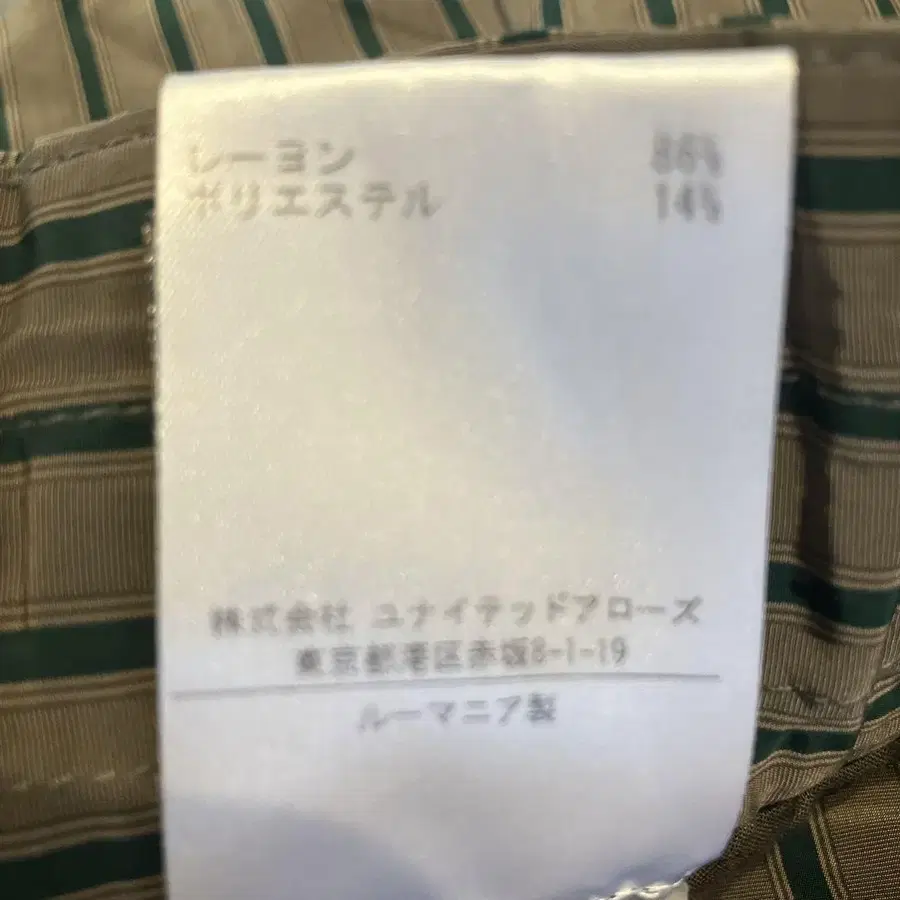 レーヨン 86%
ポリエステル 14%
株式会社 ユナイテッドアローズ
東京都港区赤坂8-1-19
ルーマニア製